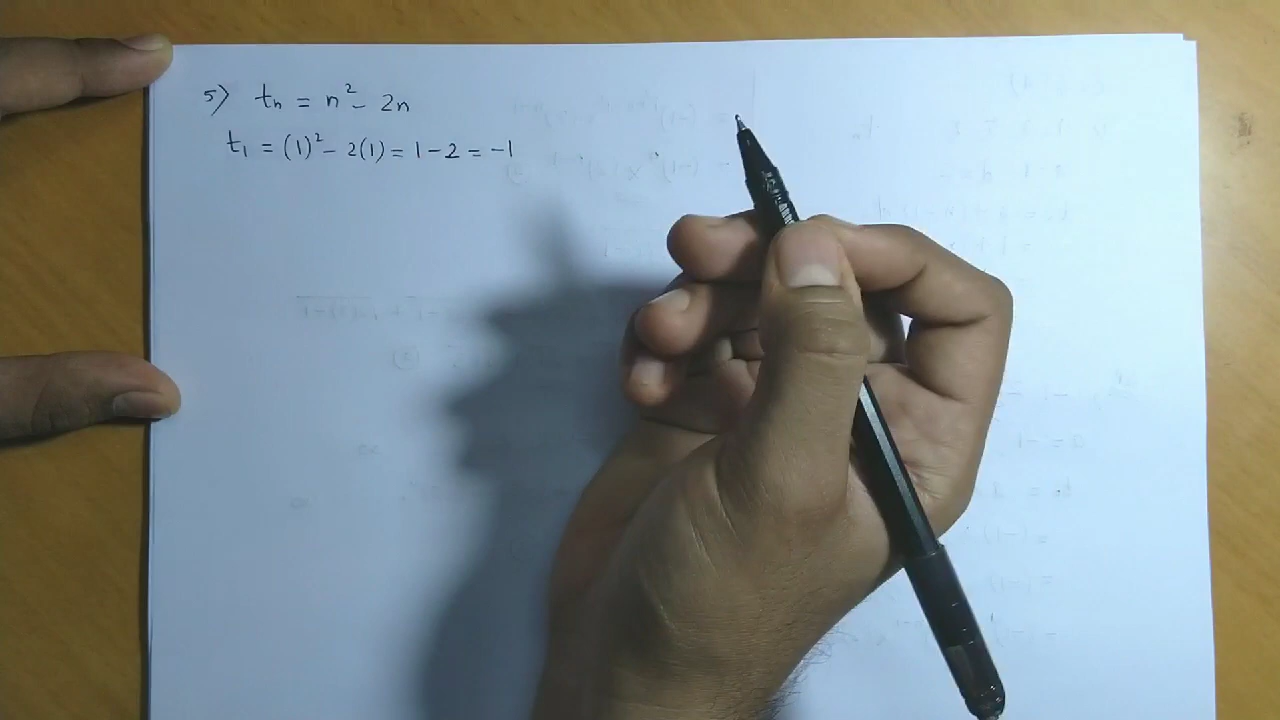 5) tn = n² - 2n
t1 = (1)² - 2(1) = 1 - 2 = -1